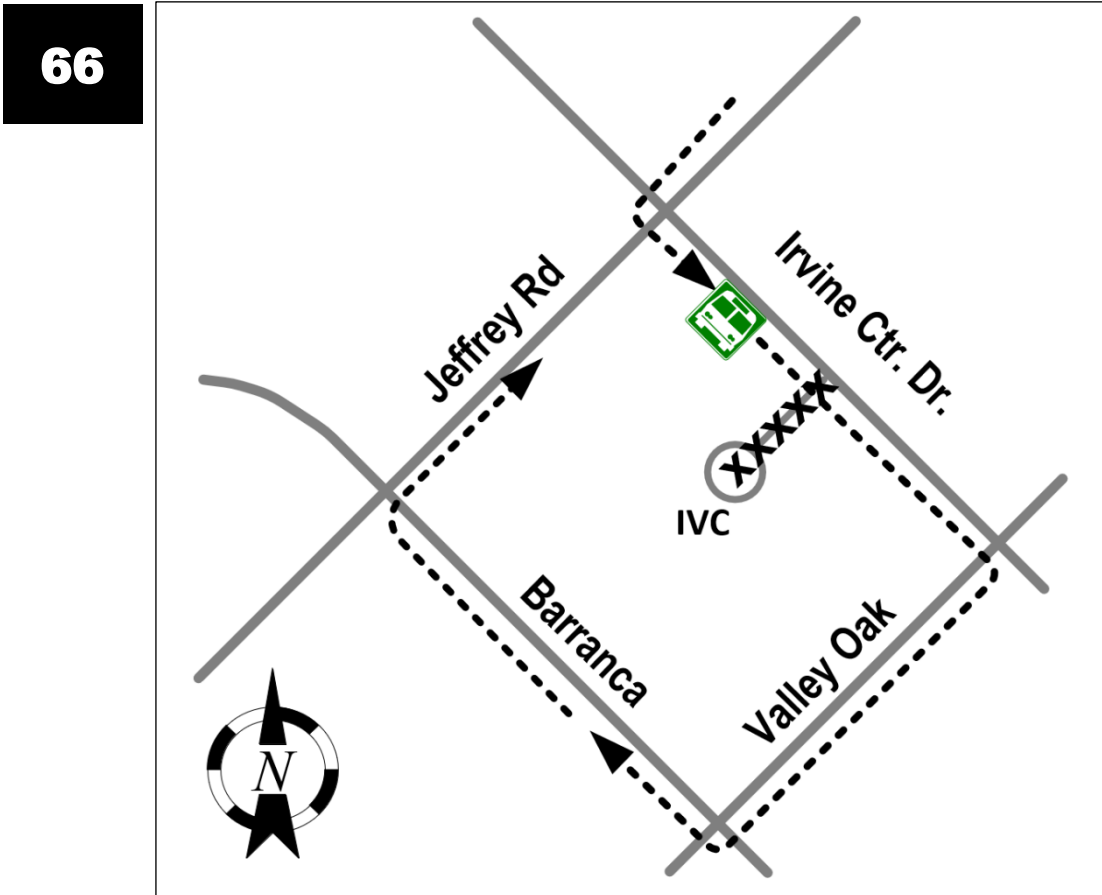 66
Irvine Ctr. Dr.
Jeffrey Rd
XXXXX
IVC
Barranca
Valley Oak
N